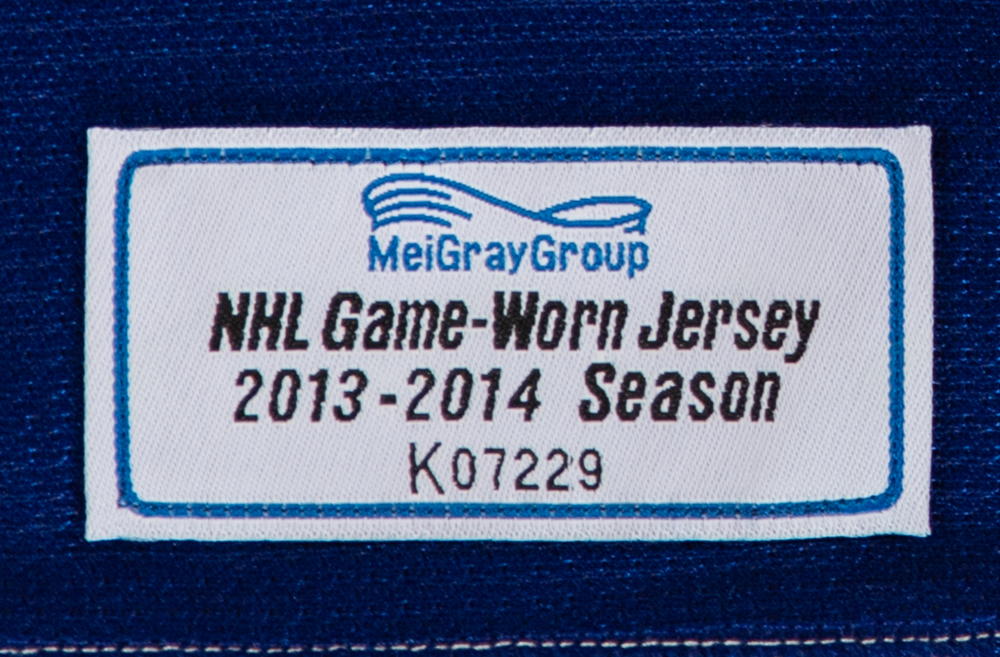 MeiGrayGroup
NHL Game-Worn Jersey
2013-2014 Season
K07229